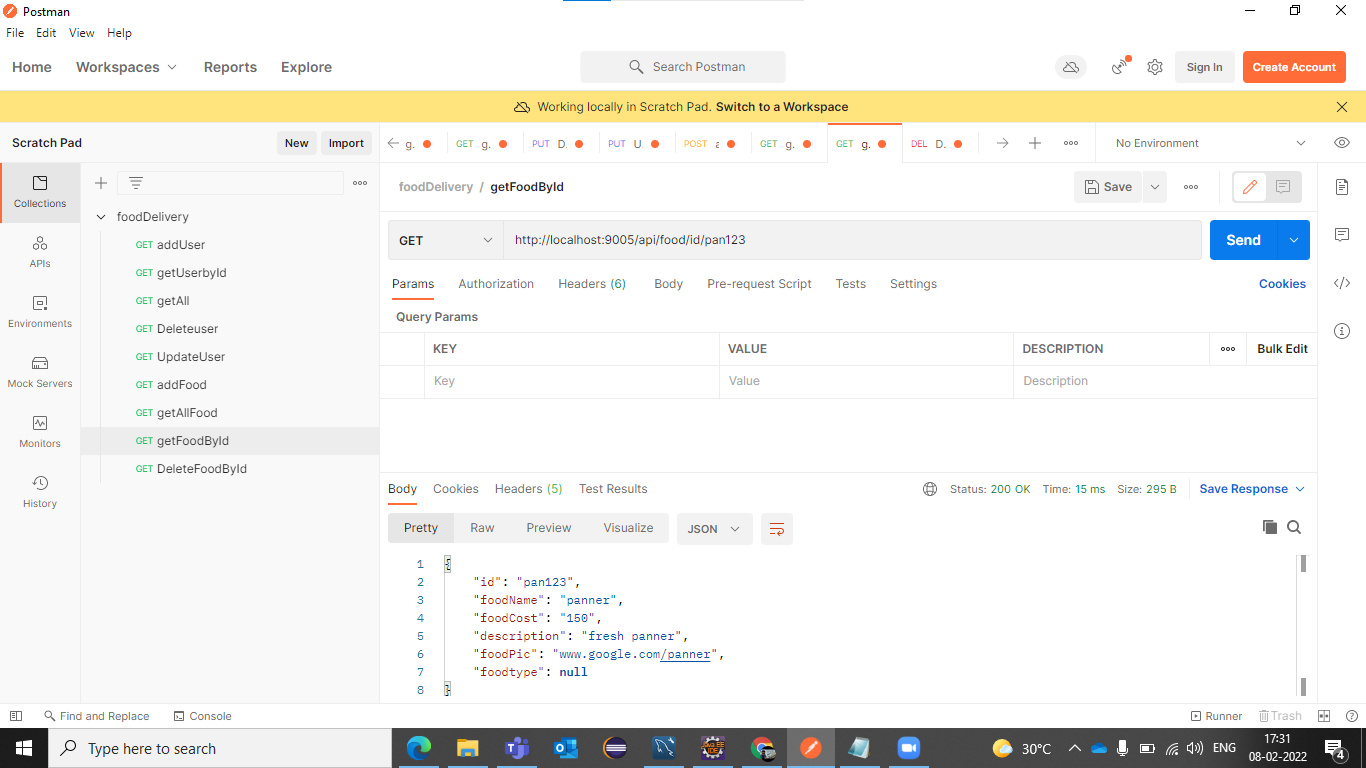 Postman
File Edit View Help
Home Workspaces Reports Explore Search Postman Sign In Create Account
Working locally in Scratch Pad. Switch to a Workspace
Scratch Pad New Import g. GET g. PUT D. PUT U POST a GET g. GET g. DEL D. No Environment
Collections
APIs
Environments
Mock Servers
Monitors
History
foodDelivery
GET addUser
GET getUserbyId
GET getAll
GET Deleteuser
GET UpdateUser
GET addFood
GET getAllFood
GET getFoodById
GET DeleteFoodById
foodDelivery / getFoodById Save
GET http://localhost:9005/api/food/id/pan123 Send
Params Authorization Headers (6) Body Pre-request Script Tests Settings Cookies
Query Params
KEY VALUE DESCRIPTION Bulk Edit
Key Value Description
Body Cookies Headers (5) Test Results Status: 200 OK Time: 15 ms Size: 295 B Save Response
Pretty Raw Preview Visualize JSON
1 {
2 "id": "pan123",
3 "foodName": "panner",
4 "foodCost": "150",
5 "description": "fresh panner",
6 "foodPic": "www.google.com/panner",
7 "foodtype": null
8 }
Find and Replace Console Runner Trash
Type here to search 30°C ENG 17:31
08-02-2022 4